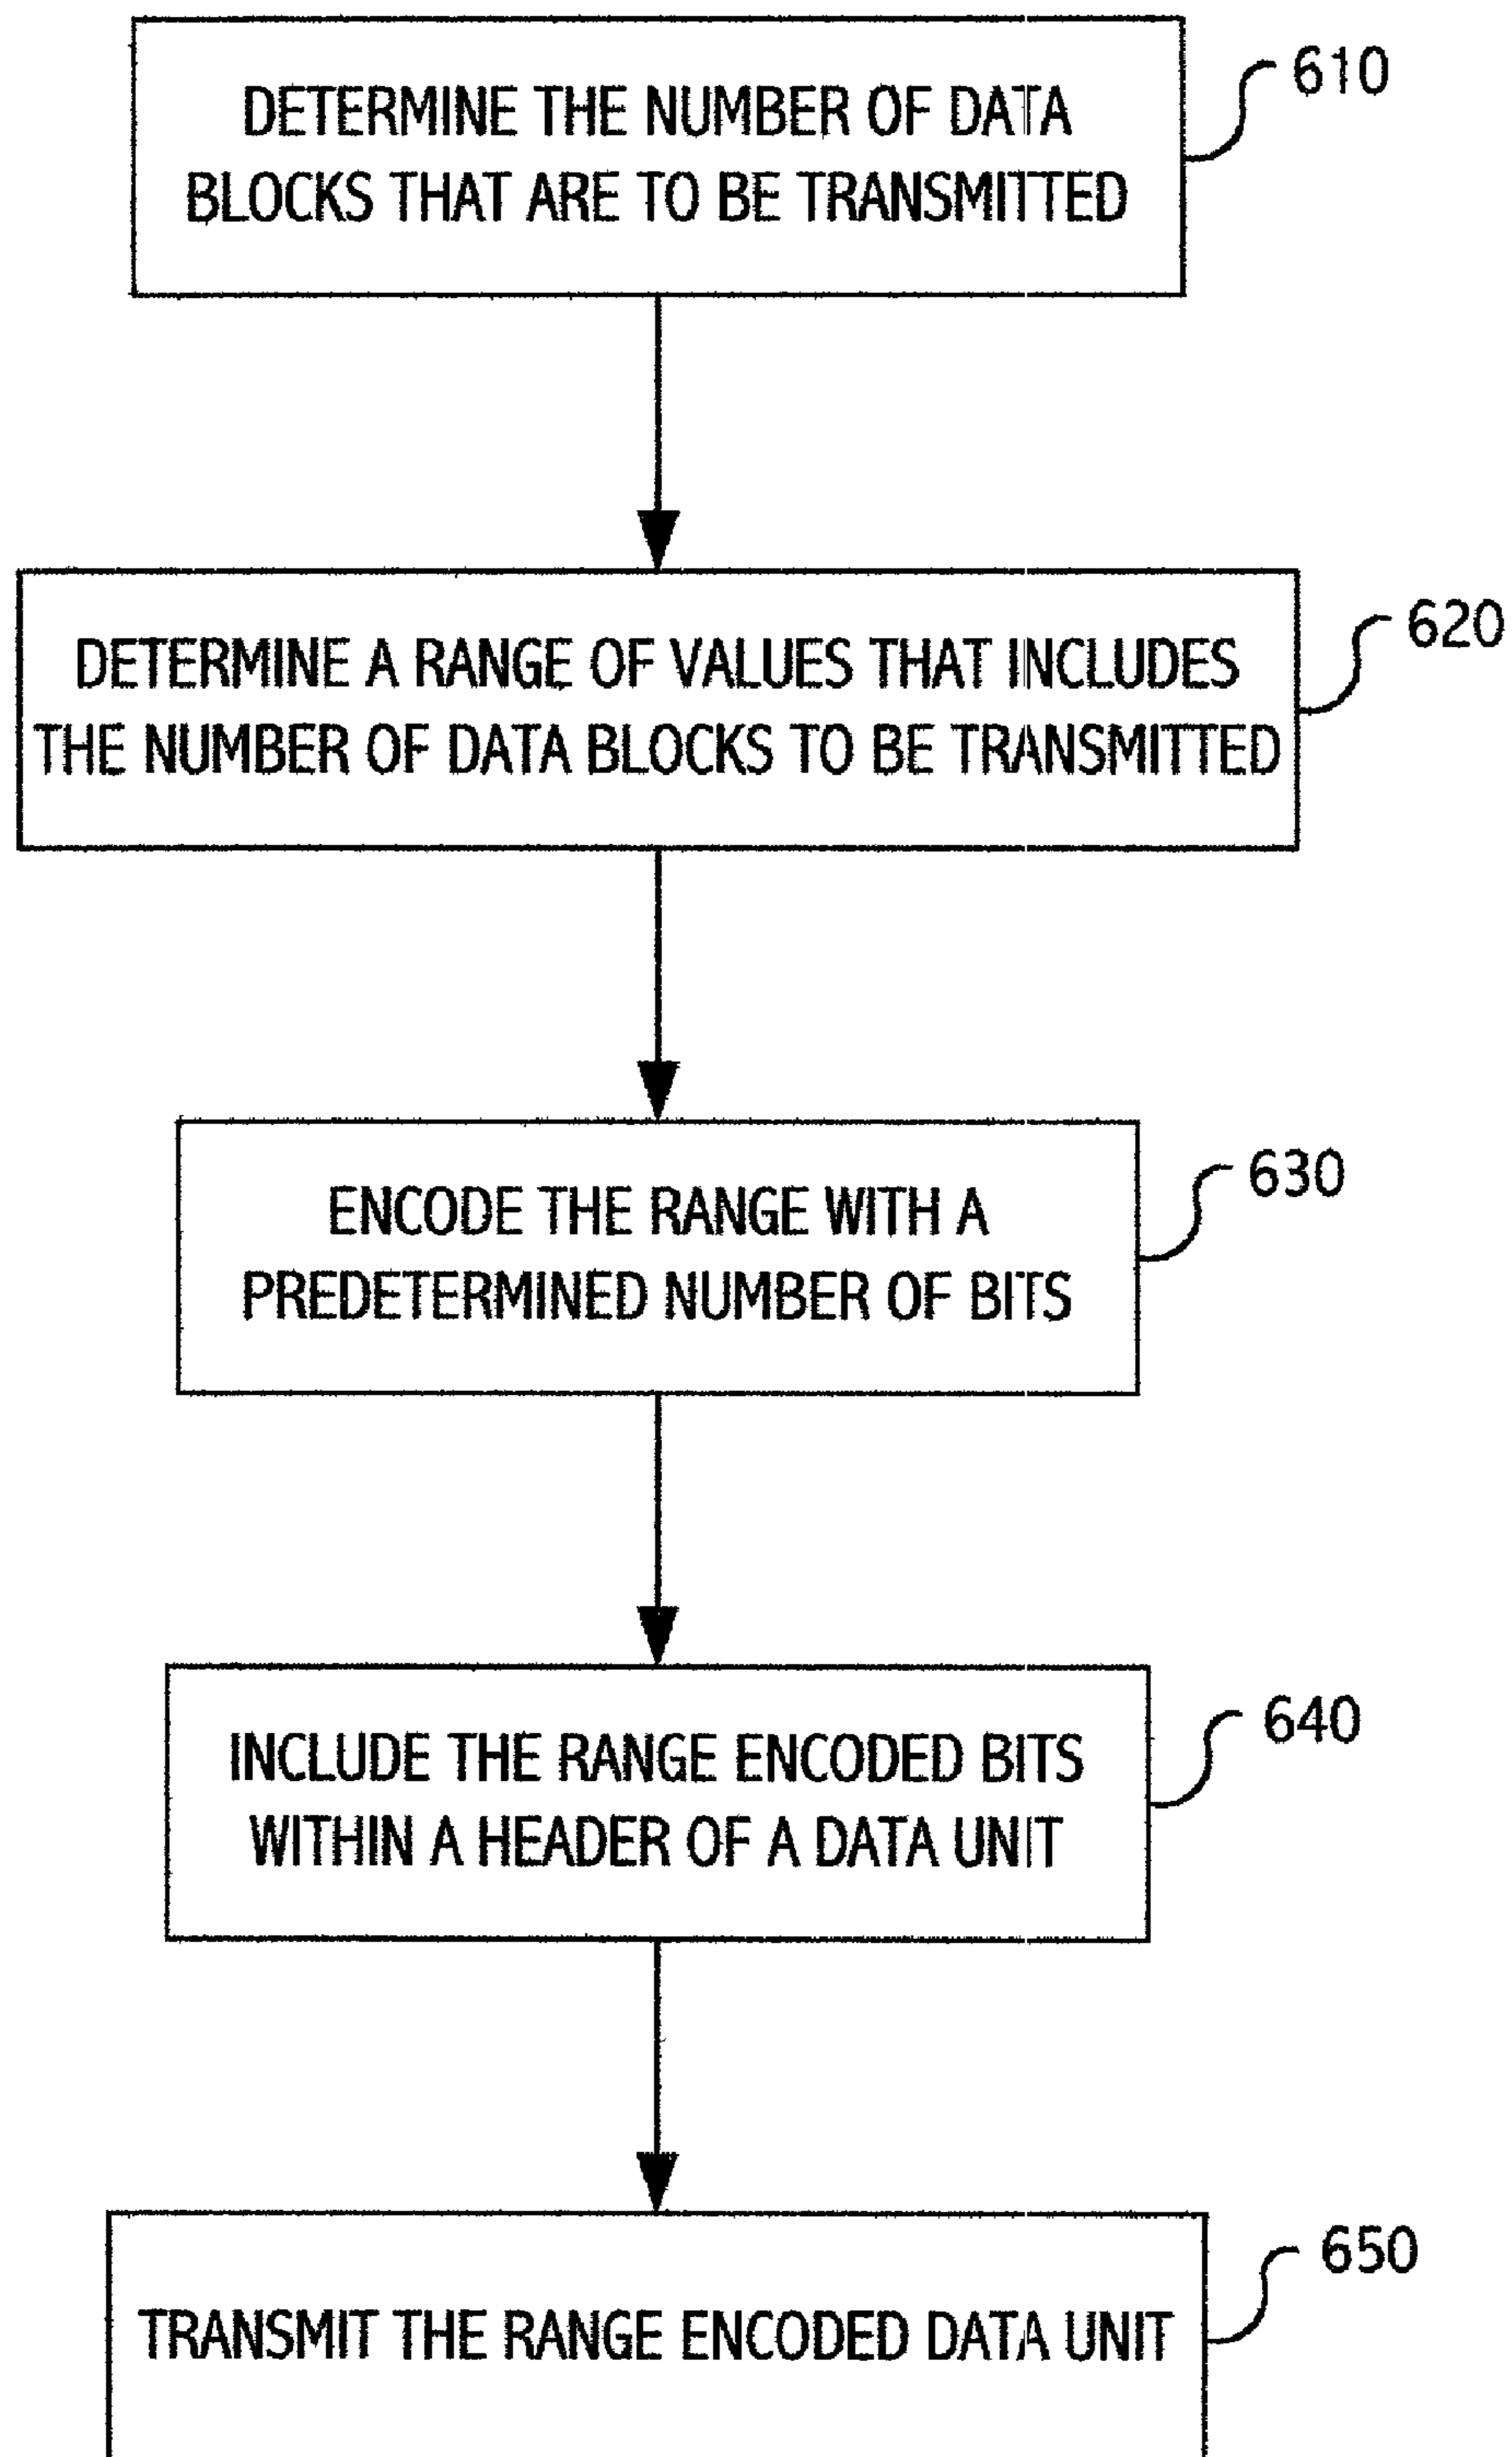 DETERMINE THE NUMBER OF DATA
BLOCKS THAT ARE TO BE TRANSMITTED
610
DETERMINE A RANGE OF VALUES THAT INCLUDES
THE NUMBER OF DATA BLOCKS TO BE TRANSMITTED
620
ENCODE THE RANGE WITH A
PREDETERMINED NUMBER OF BITS
630
INCLUDE THE RANGE ENCODED BITS
WITHIN A HEADER OF A DATA UNIT
640
TRANSMIT THE RANGE ENCODED DATA UNIT
650